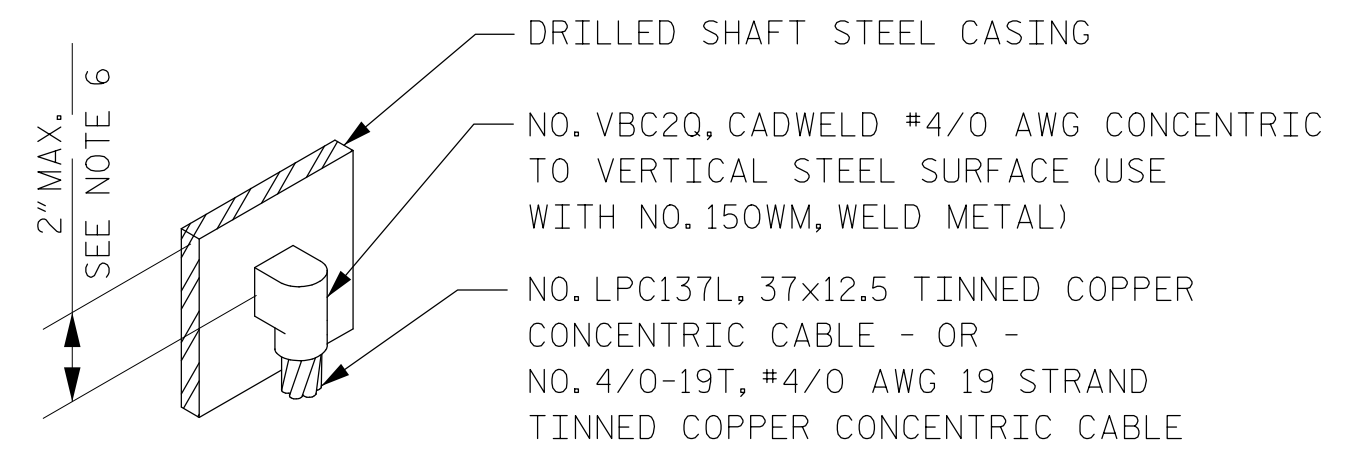 DRILLED SHAFT STEEL CASING
2" MAX.
SEE NOTE 6
NO. VBC2Q, CADWELD #4/0 AWG CONCENTRIC
TO VERTICAL STEEL SURFACE (USE
WITH NO. 150WM, WELD METAL)
NO. LPC137L, 37x12.5 TINNED COPPER
CONCENTRIC CABLE - OR -
NO. 4/0-19T, #4/0 AWG 19 STRAND
TINNED COPPER CONCENTRIC CABLE